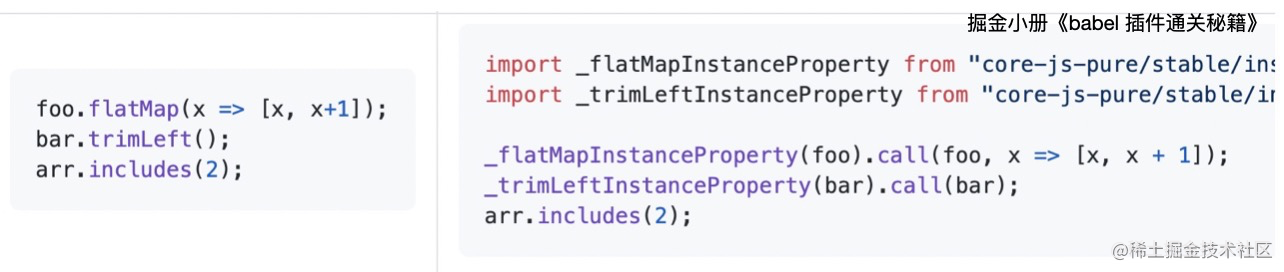 掘金小册《babel 插件通关秘籍》
foo.flatMap(x => [x, x+1]);
bar.trimLeft();
arr.includes(2);
import _flatMapInstanceProperty from "core-js-pure/stable/ins
import _trimLeftInstanceProperty from "core-js-pure/stable/in
_flatMapInstanceProperty(foo).call(foo, x => [x, x + 1]);
_trimLeftInstanceProperty(bar).call(bar);
arr.includes(2);
@稀土掘金技术社区